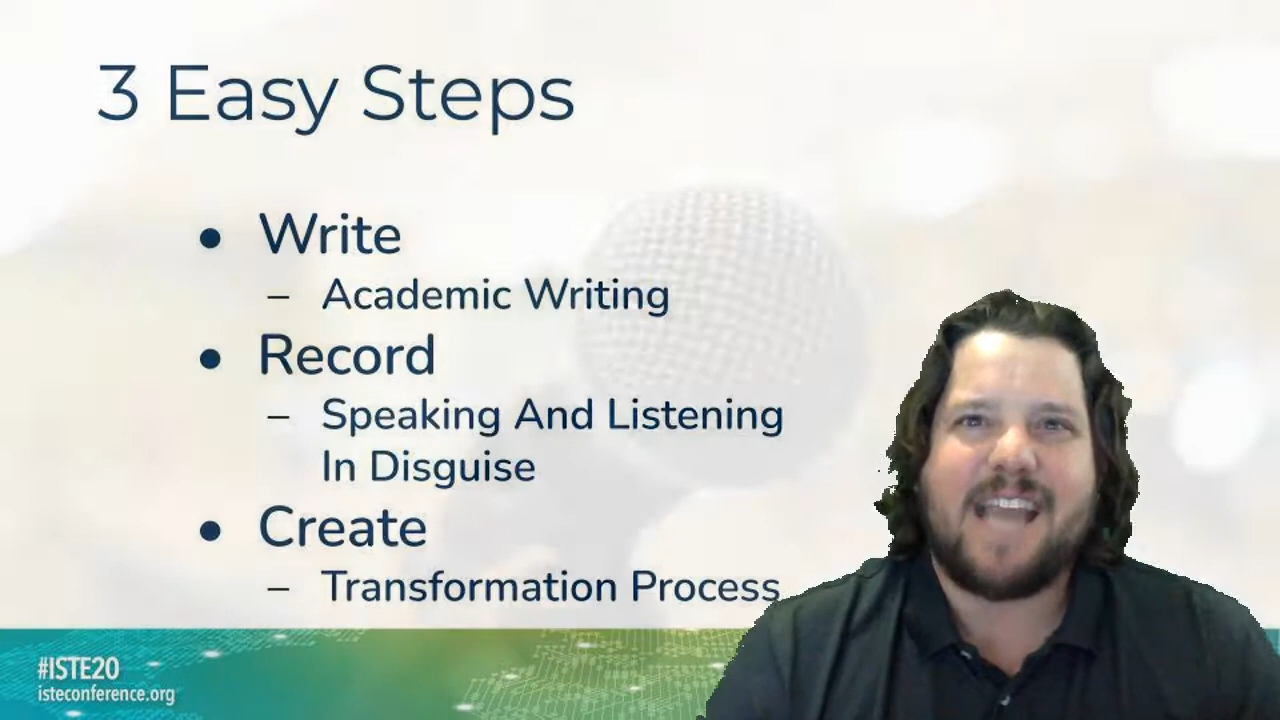 3 Easy Steps
● Write
– Academic Writing
● Record
– Speaking And Listening
In Disguise
● Create
– Transformation Process
#ISTE20
isteconference.org